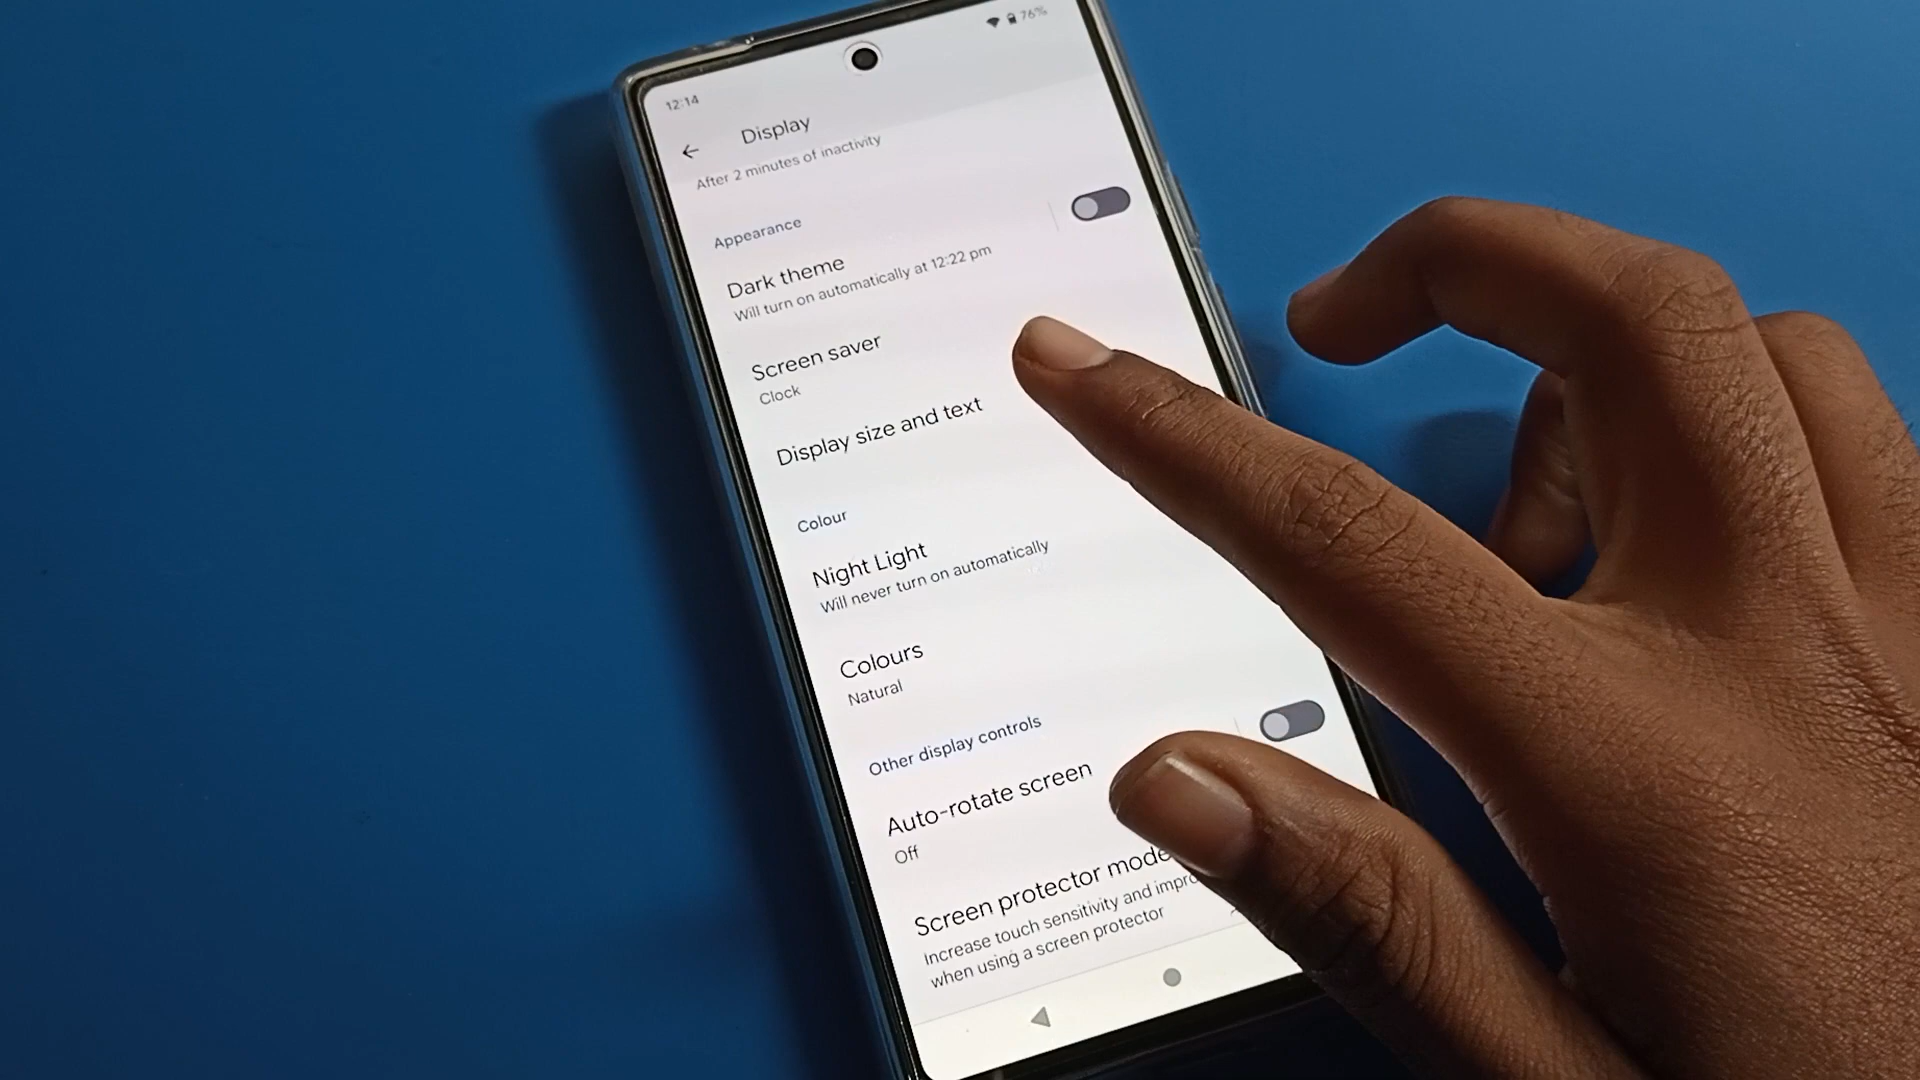 76%
12:14
Display
After 2 minutes of inactivity
Appearance
Dark theme
Will turn on automatically at 12:22 pm
Screen saver
Clock
Display size and text
Colour
Night Light
Will never turn on automatically
Colours
Natural
Other display controls
Auto-rotate screen
Off
Screen protector mode
Increase touch sensitivity and
when using a screen protector